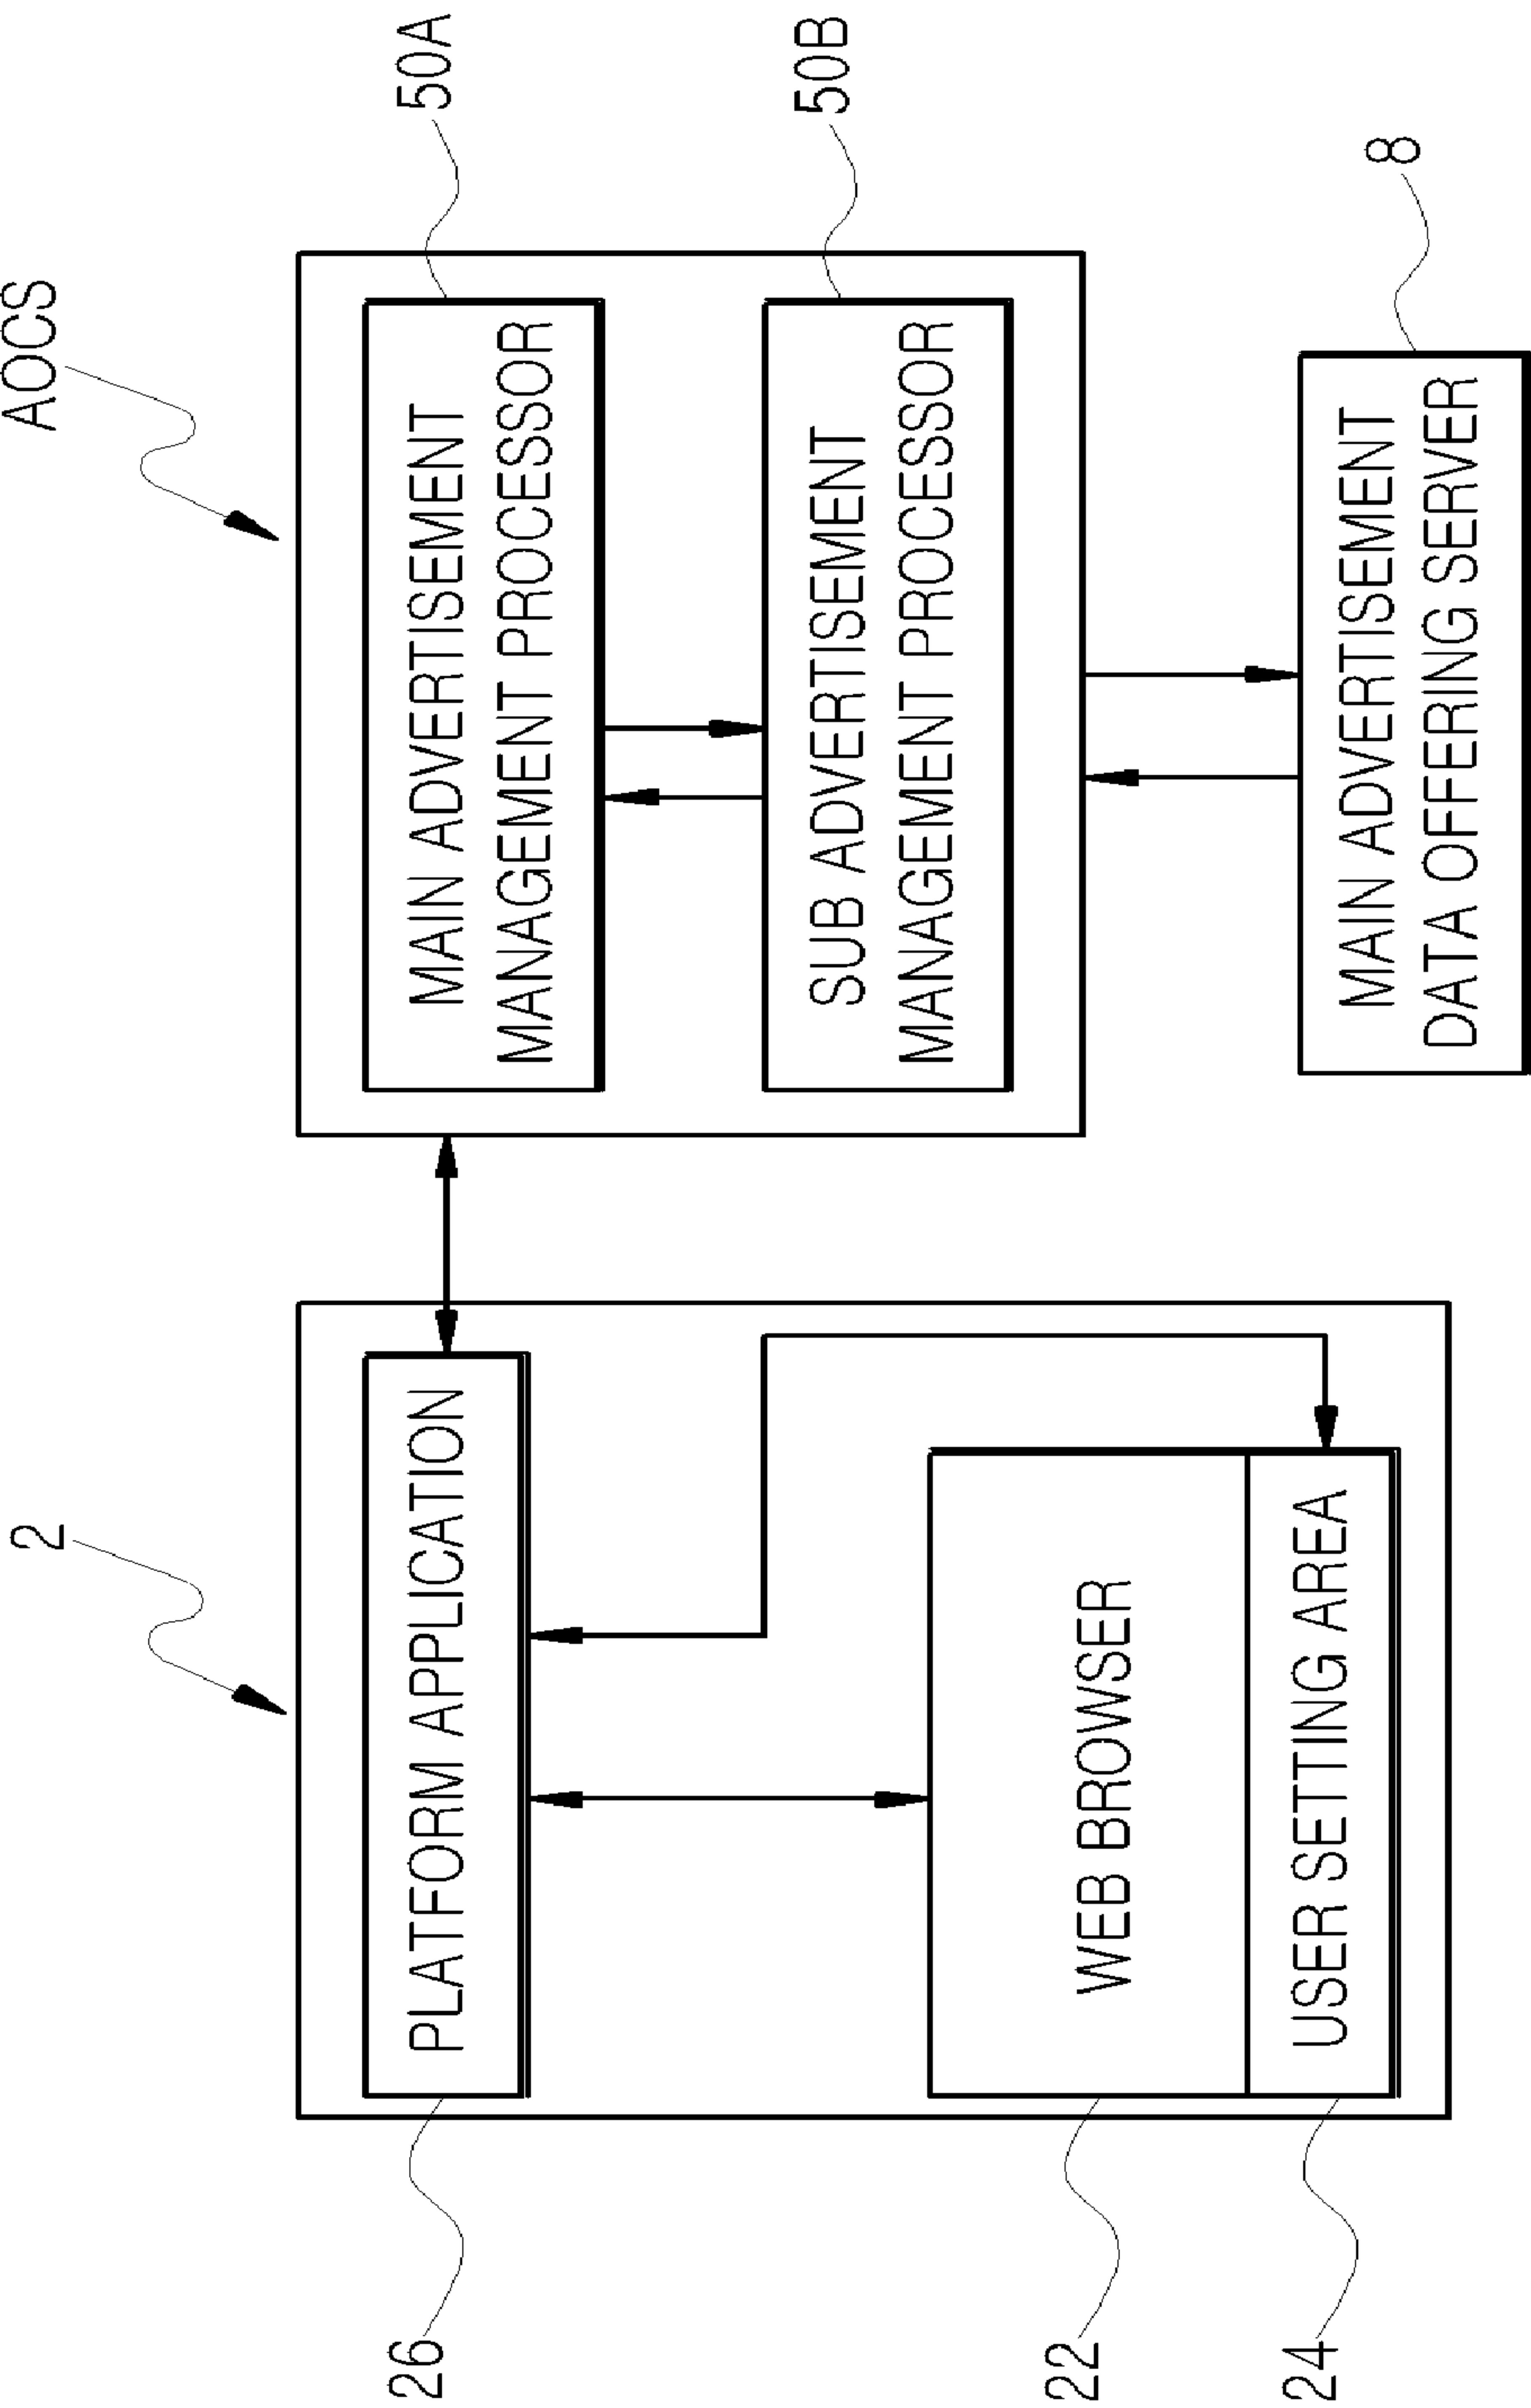 2
AOCS
PLATFORM APPLICATION
26
WEB BROWSER
22
USER SETTING AREA
24
MAIN ADVERTISEMENT
MANAGEMENT PROCESSOR
50A
SUB ADVERTISEMENT
MANAGEMENT PROCESSOR
50B
MAIN ADVERTISEMENT
DATA OFFERING SERVER
8